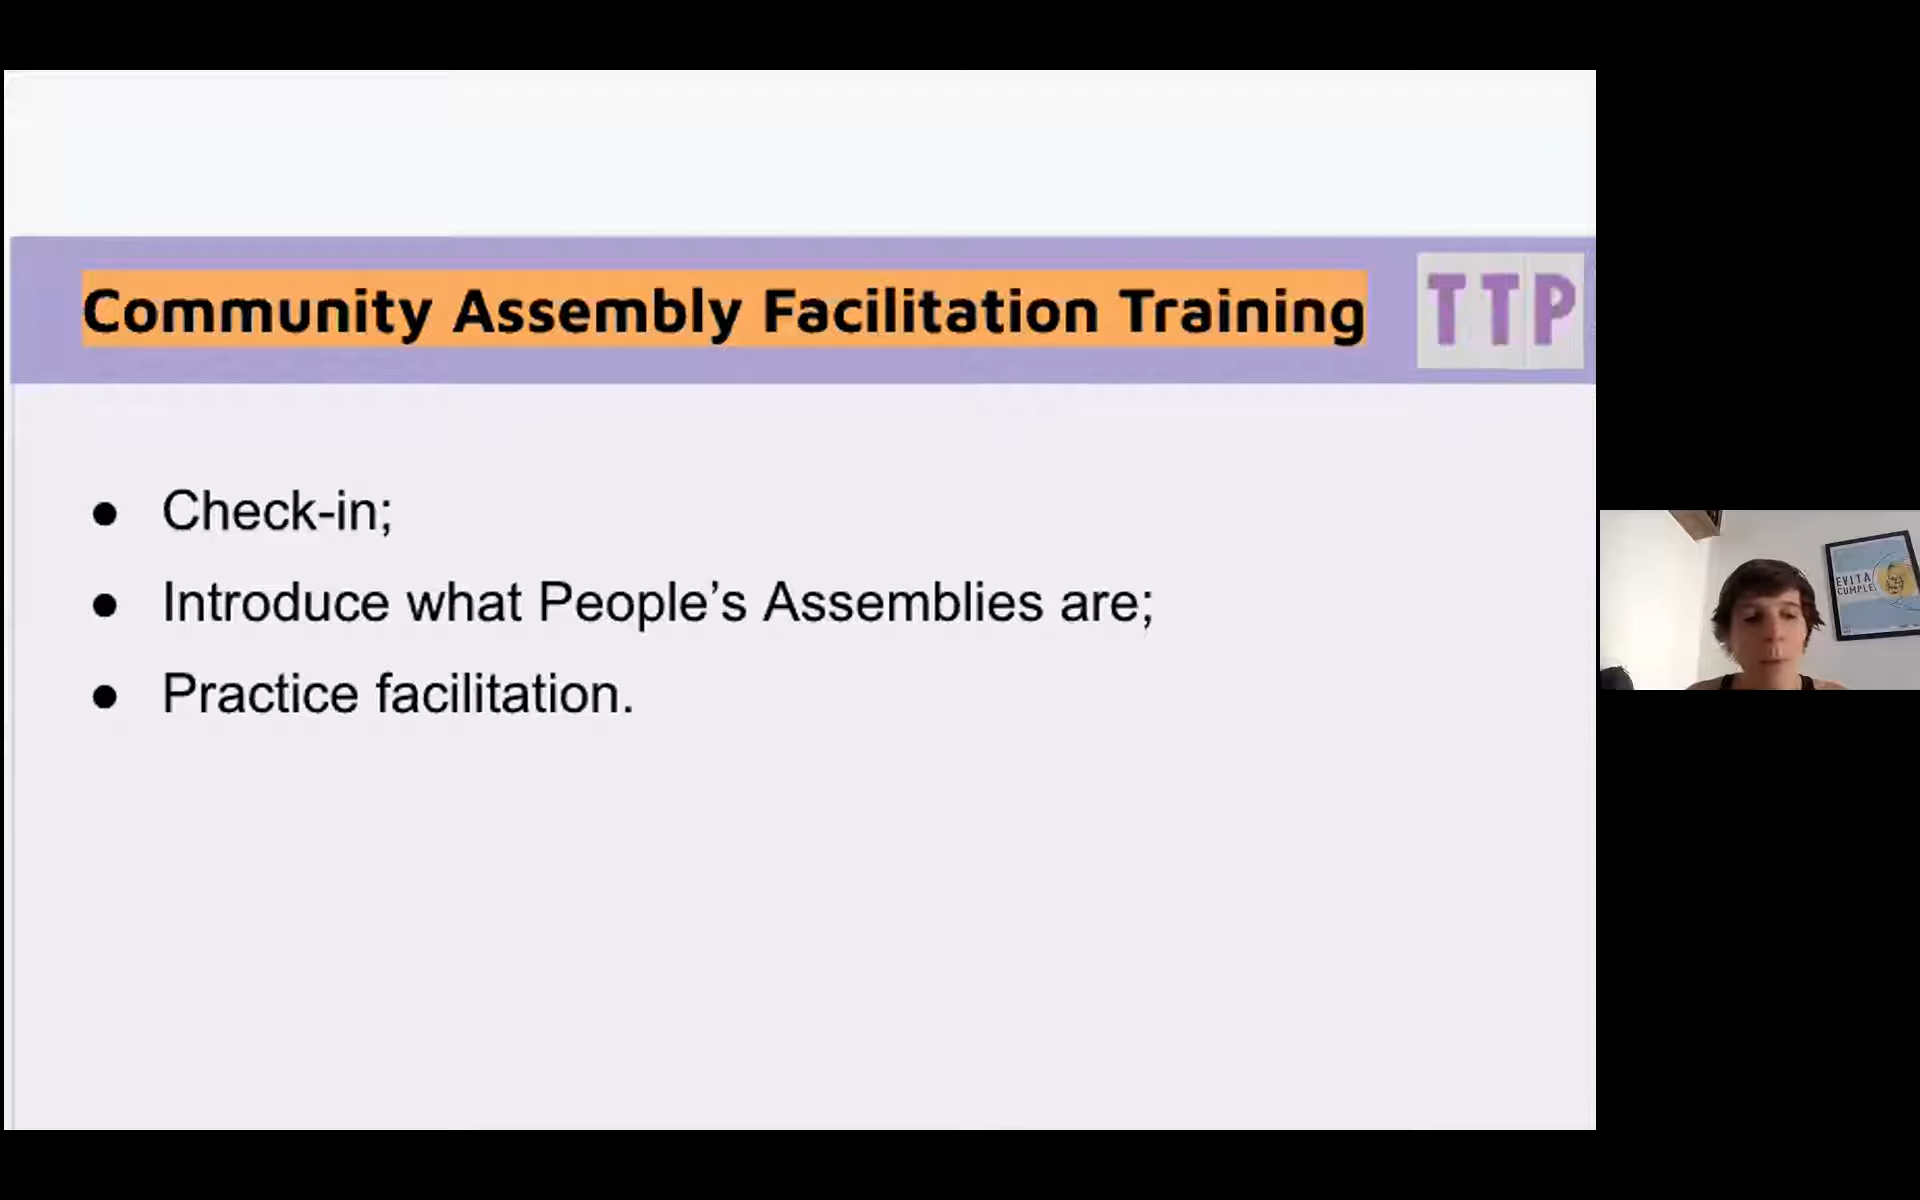 Community Assembly Facilitation Training
TTP
● Check-in;
● Introduce what People’s Assemblies are;
● Practice facilitation.
EVITA
CUMPLE